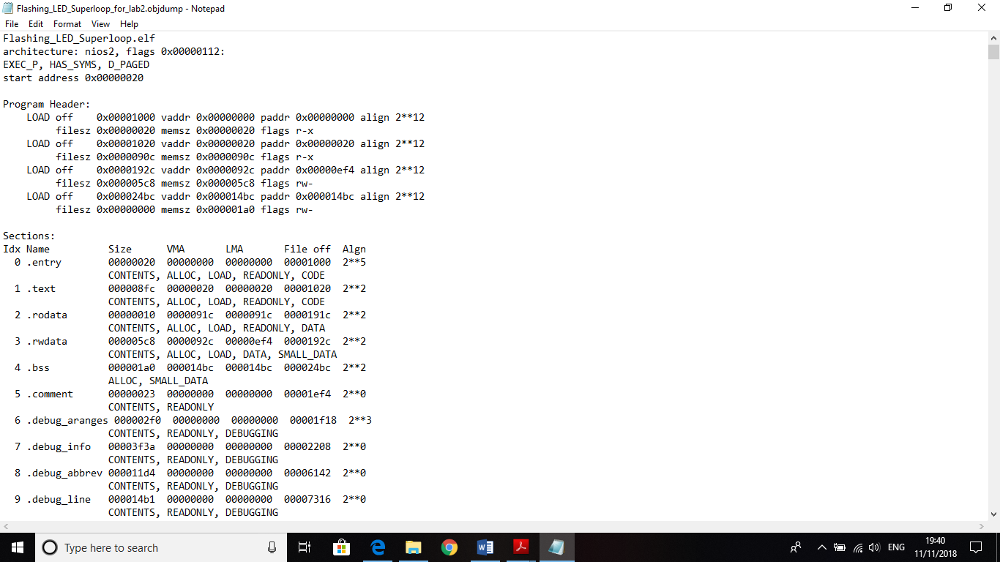 Flashing_LED_Superloop_for_lab2.objdump - Notepad
File Edit Format View Help
Flashing_LED_Superloop.elf
architecture: nios2, flags 0x00000112:
EXEC_P, HAS_SYMS, D_PAGED
start address 0x00000020
Program Header:
LOAD off 0x00001000 vaddr 0x00000000 paddr 0x00000000 align 2**12
filesz 0x00000020 memsz 0x00000020 flags r-x
LOAD off 0x00001020 vaddr 0x00000020 paddr 0x00000020 align 2**12
filesz 0x0000090c memsz 0x0000090c flags r-x
LOAD off 0x0000192c vaddr 0x0000092c paddr 0x00000ef4 align 2**12
filesz 0x000005c8 memsz 0x000005c8 flags rw-
LOAD off 0x000024bc vaddr 0x000014bc paddr 0x000014bc align 2**12
filesz 0x00000000 memsz 0x000001a0 flags rw-
Sections:
Idx Name Size VMA LMA File off Algn
0 .entry 00000020 00000000 00000000 00001000 2**5
CONTENTS, ALLOC, LOAD, READONLY, CODE
1 .text 000008fc 00000020 00000020 00001020 2**2
CONTENTS, ALLOC, LOAD, READONLY, CODE
2 .rodata 00000010 0000091c 0000091c 0000191c 2**2
CONTENTS, ALLOC, LOAD, READONLY, DATA
3 .rwdata 000005c8 0000092c 00000ef4 0000192c 2**2
CONTENTS, ALLOC, LOAD, DATA, SMALL_DATA
4 .bss 000001a0 000014bc 000014bc 000024bc 2**2
ALLOC, SMALL_DATA
5 .comment 00000023 00000000 00000000 00001ef4 2**0
CONTENTS, READONLY
6 .debug_aranges 000002f0 00000000 00000000 00001f18 2**3
CONTENTS, READONLY, DEBUGGING
7 .debug_info 00003f3a 00000000 00000000 00002208 2**0
CONTENTS, READONLY, DEBUGGING
8 .debug_abbrev 000011d4 00000000 00000000 00006142 2**0
CONTENTS, READONLY, DEBUGGING
9 .debug_line 000014b1 00000000 00000000 00007316 2**0
CONTENTS, READONLY, DEBUGGING
Type here to search
ENG
19:40
11/11/2018